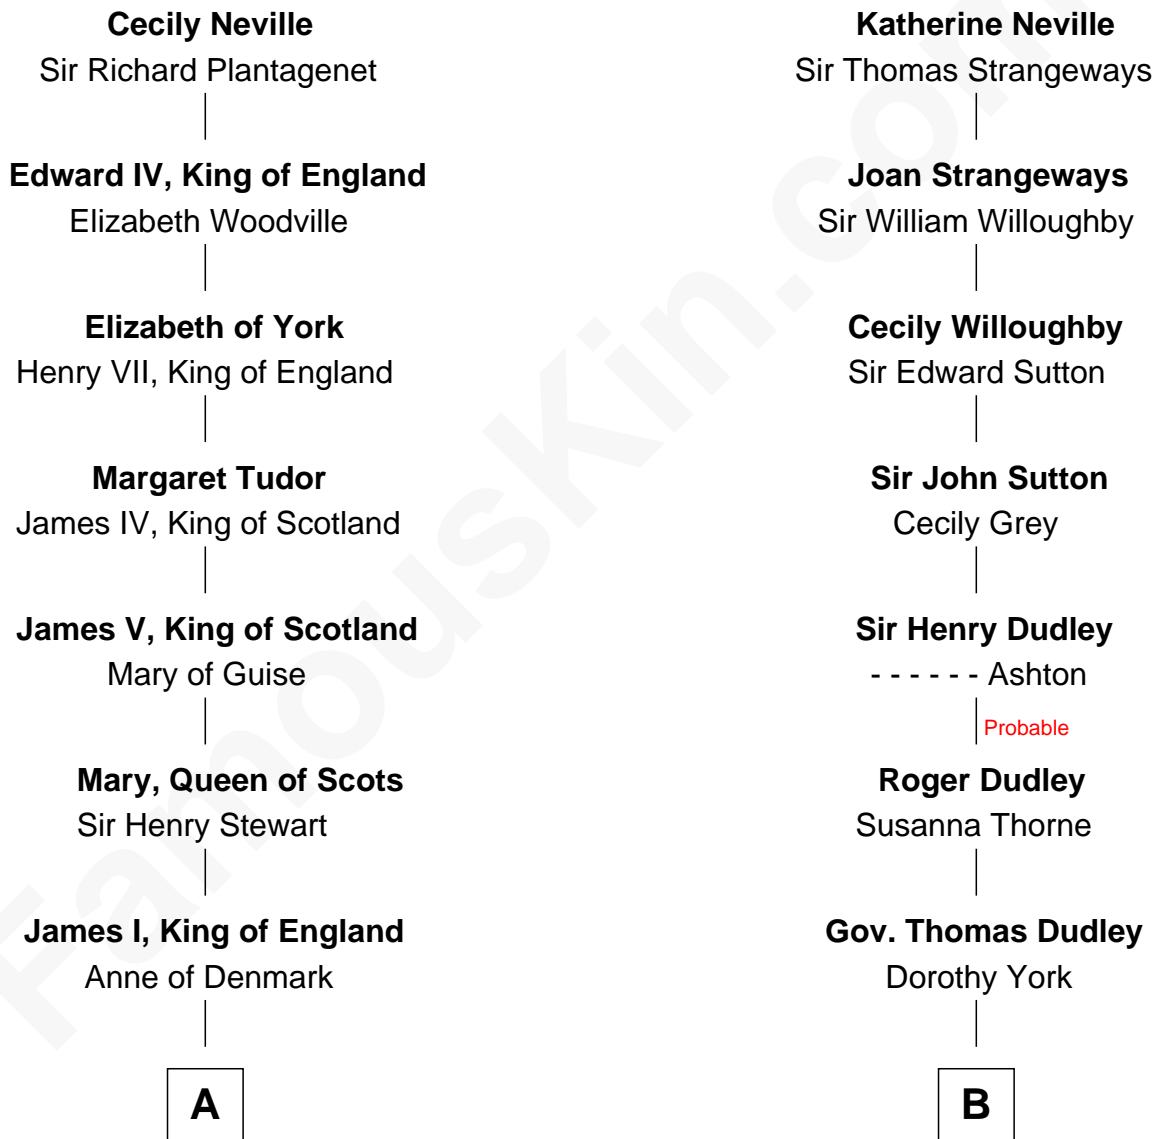 Cecily Neville
Sir Richard Plantagenet
Edward IV, King of England
Elizabeth Woodville
Elizabeth of York
Henry VII, King of England
Margaret Tudor
James IV, King of Scotland
James V, King of Scotland
Mary of Guise
Mary, Queen of Scots
Sir Henry Stewart
James I, King of England
Anne of Denmark
A
Katherine Neville
Sir Thomas Strangeways
Joan Strangeways
Sir William Willoughby
Cecily Willoughby
Sir Edward Sutton
Sir John Sutton
Cecily Grey
Sir Henry Dudley
- - - - - - Ashton
Probable
Roger Dudley
Susanna Thorne
Gov. Thomas Dudley
Dorothy York
B
FamousKin.com